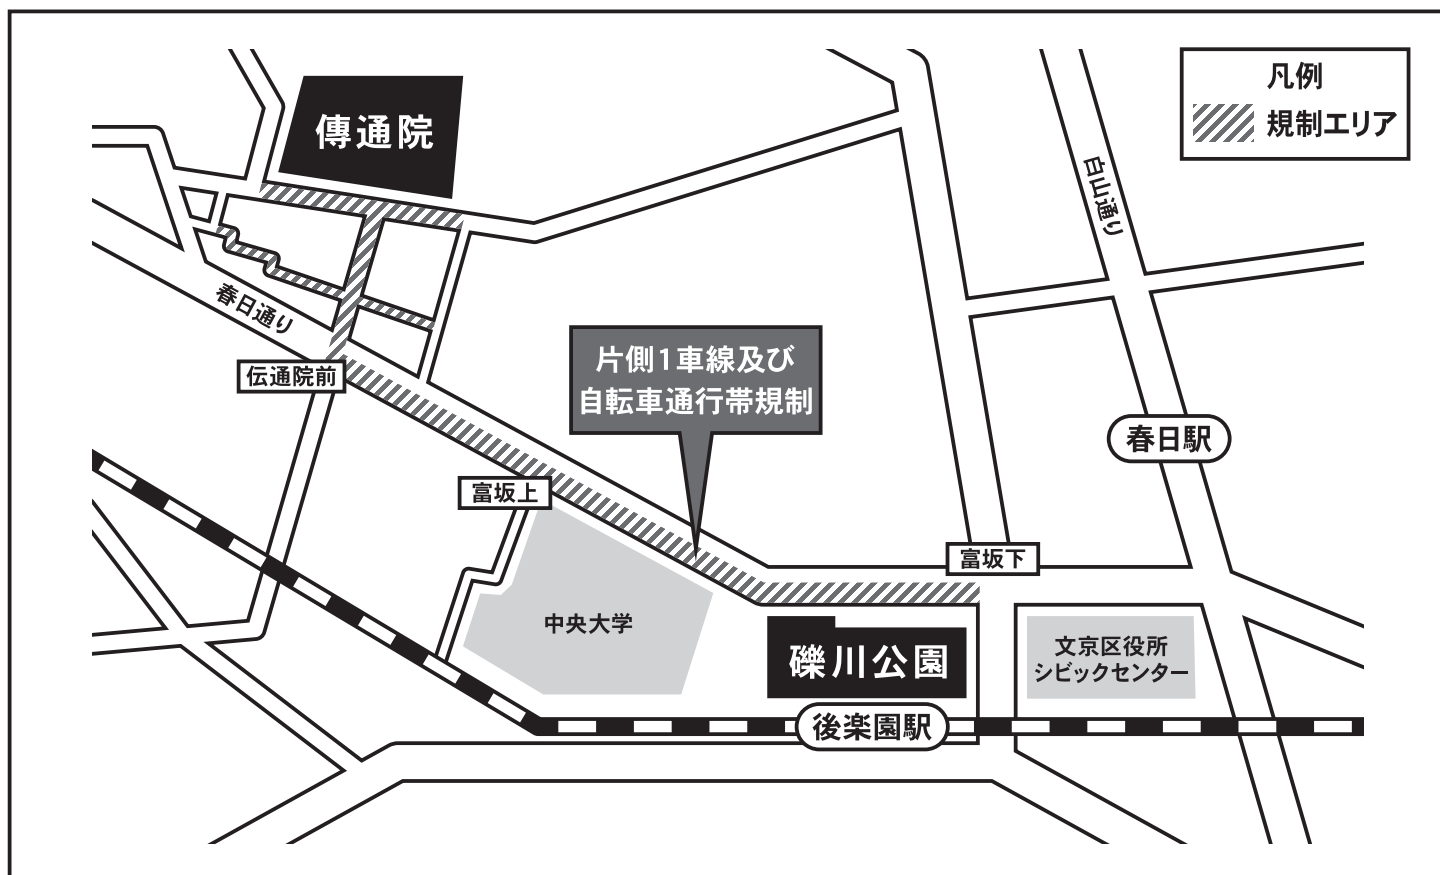 凡例
規制エリア
傳通院
白山通り
春日通り
伝通院前
片側1車線及び
自転車通行帯規制
春日駅
富坂上
富坂下
中央大学
礫川公園
文京区役所
シビックセンター
後楽園駅